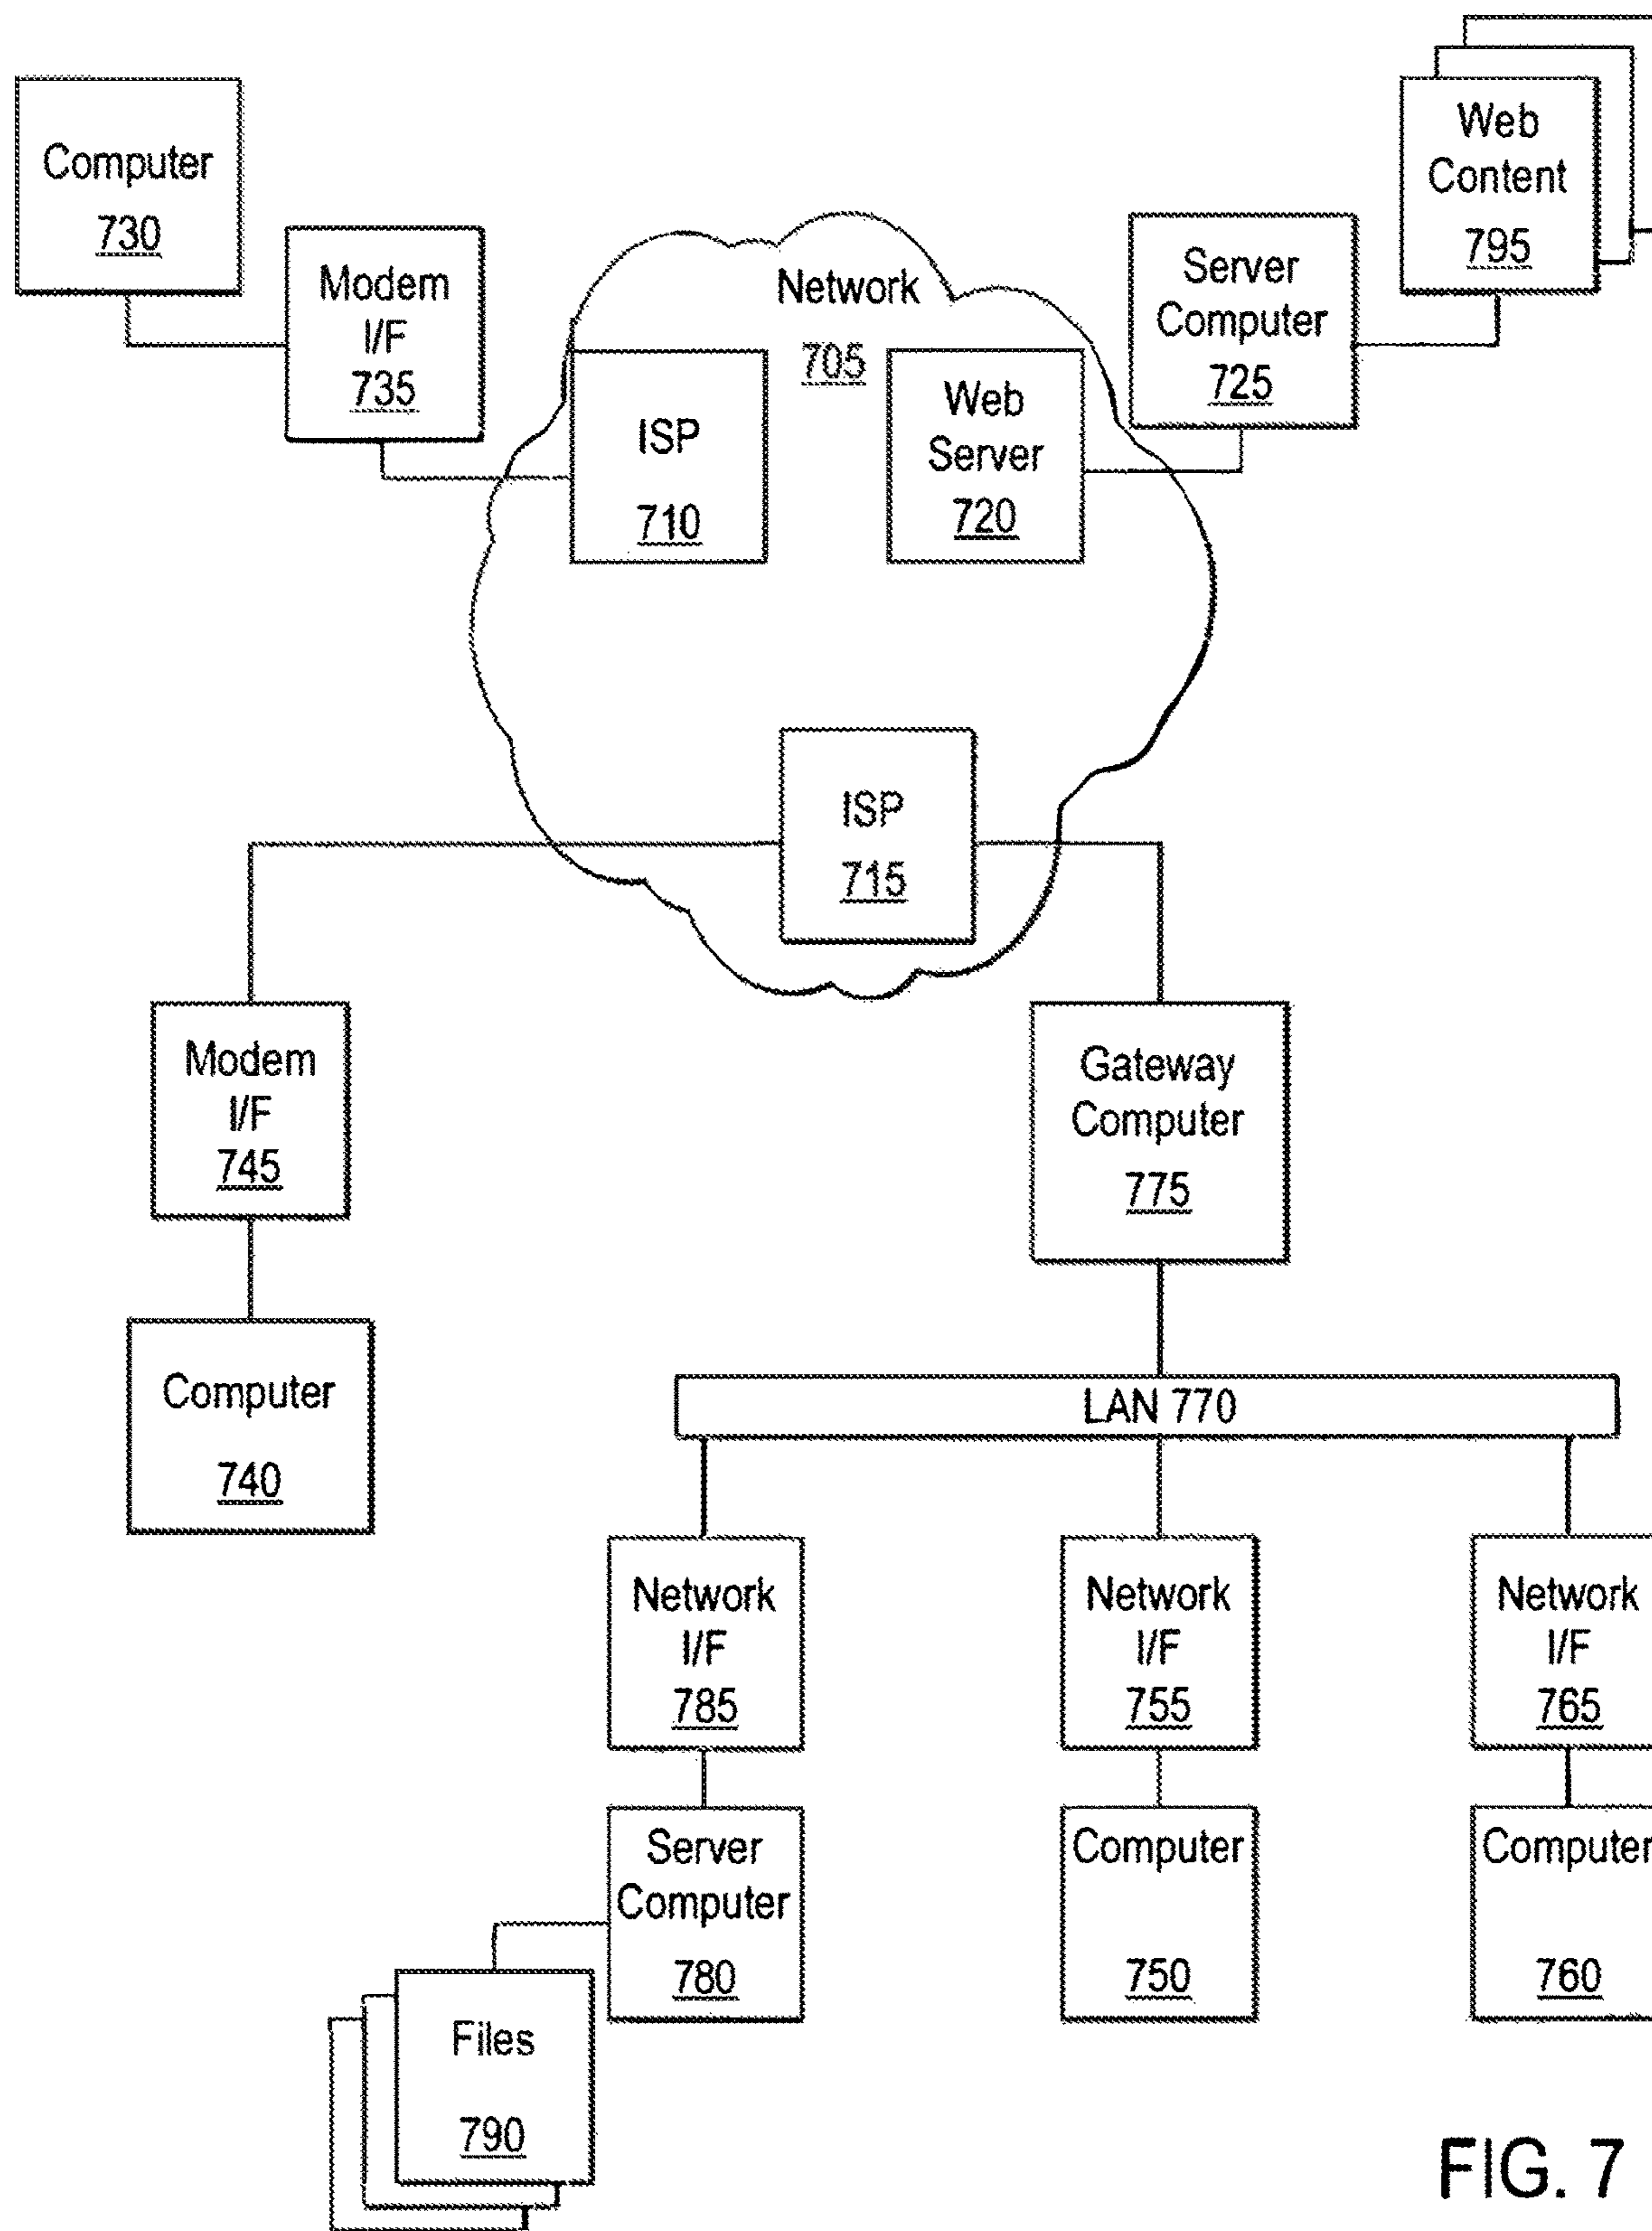 Computer
730
Modem
I/F
735
Network
705
ISP
710
Web
Server
720
Server
Computer
725
Web
Content
795
ISP
715
Modem
I/F
745
Computer
740
Gateway
Computer
775
LAN 770
Network
I/F
785
Network
I/F
755
Network
I/F
765
Server
Computer
780
Computer
750
Computer
760
Files
790
FIG. 7